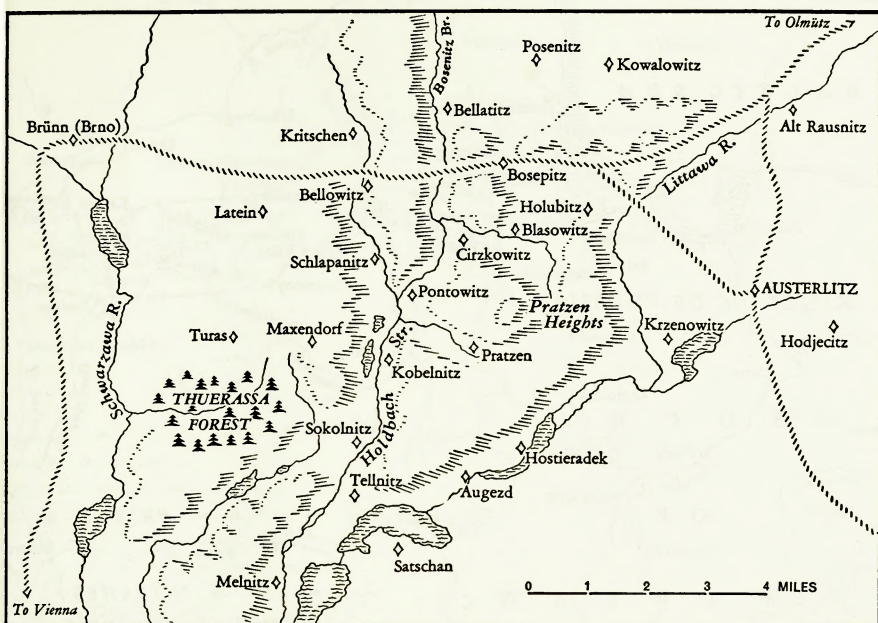 To Olmütz
Posenitz
Kowalowitz
Bosenitz Br.
Bellatitz
Alt Rausnitz
Brünn (Brno)
Kritschen
Bosepitz
Littawa R.
Bellowitz
Latein
Holubitz
Blasowitz
Cirzkowitz
Schlapanitz
Pontowitz
AUSTERLITZ
Pratzen
Heights
Schwarzawa R.
Turas
Maxendorf
Krzenowitz
Hodjecitz
Pratzen
Kobelnitz
Holdbach Str.
THUERASSA
FOREST
Sokolnitz
Hostieradek
Tellnitz
Augezd
Satschan
Melnitz
0 1 2 3 4 MILES
To Vienna